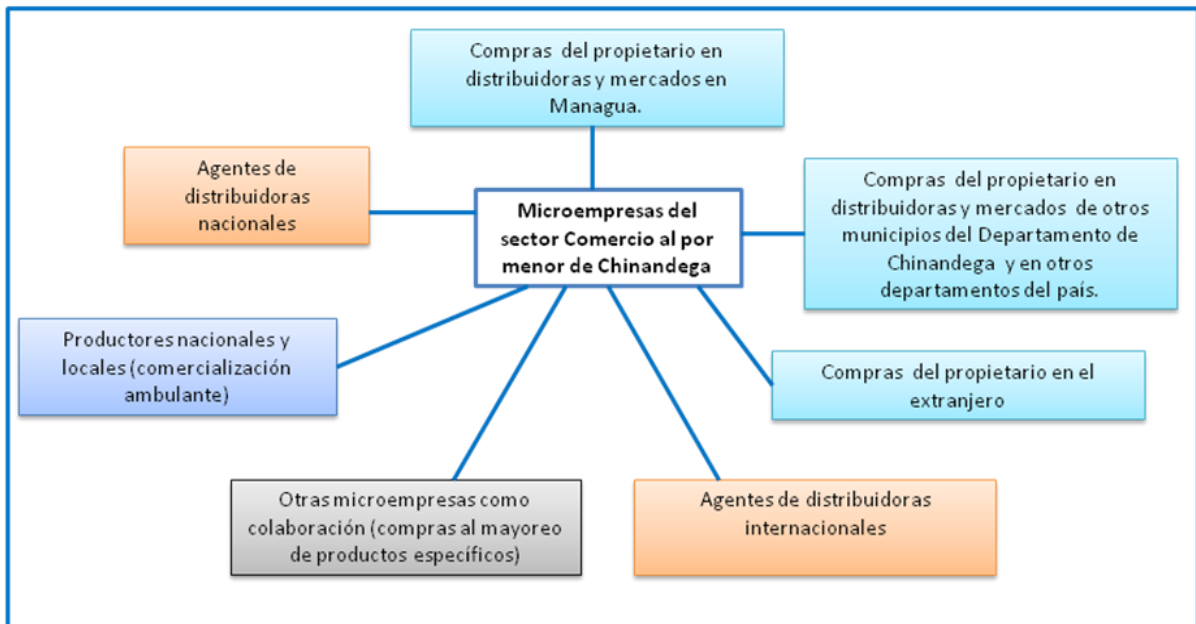 Compras del propietario en
distribuidoras y mercados en
Managua.
Agentes de
distribuidoras
nacionales
Microempresas del
sector Comercio al por
menor de Chinandega
Compras del propietario en
distribuidoras y mercados de otros
municipios del Departamento de
Chinandega y en otros
departamentos del país.
Productores nacionales y
locales (comercialización
ambulante)
Compras del propietario en el
extranjero
Otras microempresas como
colaboración (compras al mayoreo
de productos específicos)
Agentes de distribuidoras
internacionales